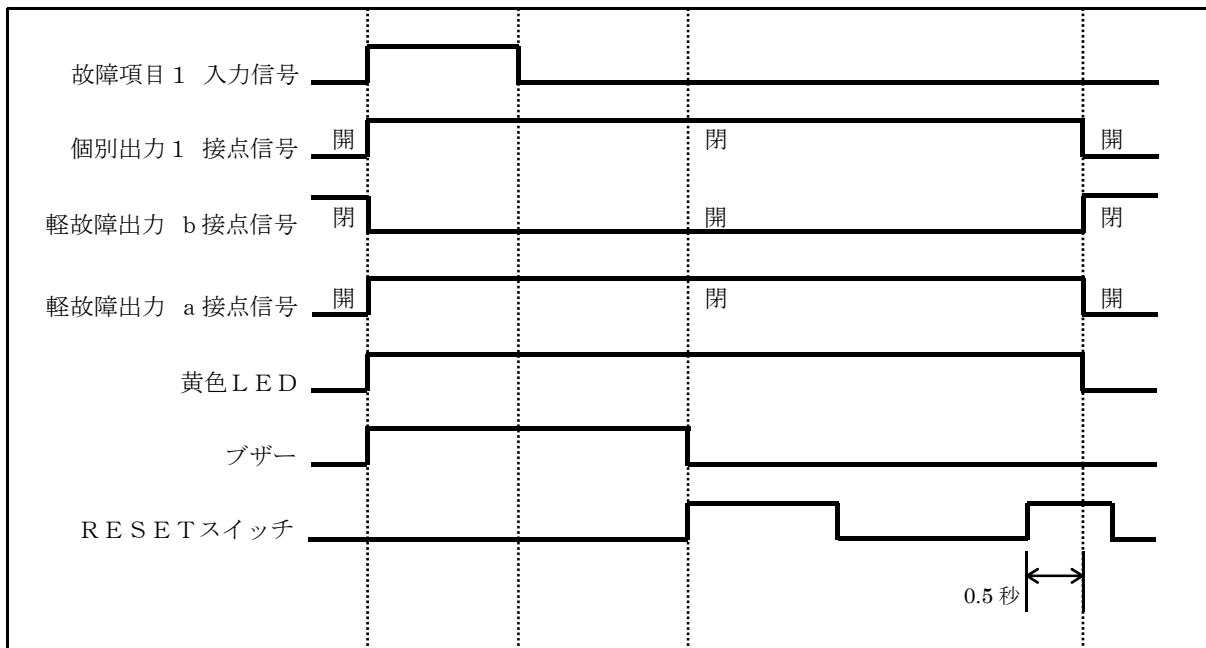 故障項目１ 入力信号
個別出力１ 接点信号 開 閉 開
軽故障出力 ｂ接点信号 閉 開 閉
軽故障出力 ａ接点信号 開 閉 開
黄色ＬＥＤ
ブザー
ＲＥＳＥＴスイッチ
0.5 秒